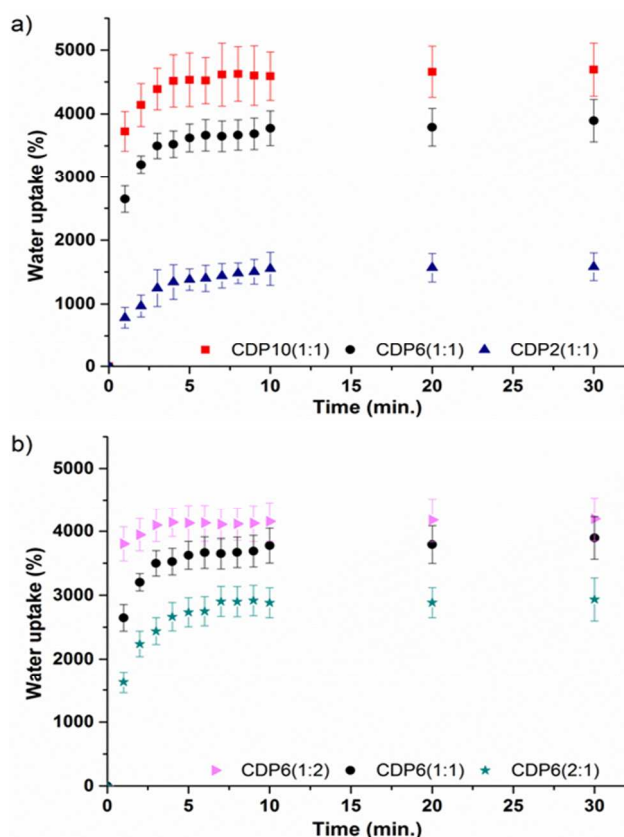 a)
5000
4000
3000
2000
1000
0
Water uptake (%)
CDP10(1:1) CDP6(1:1) CDP2(1:1)
0 5 10 15 20 25 30
Time (min.)
b)
5000
4000
3000
2000
1000
0
Water uptake (%)
CDP6(1:2) CDP6(1:1) CDP6(2:1)
0 5 10 15 20 25 30
Time (min.)